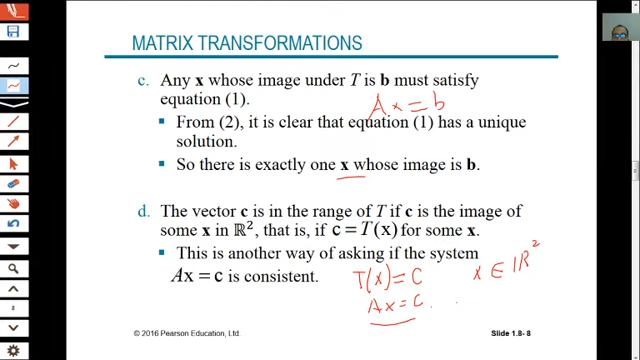 MATRIX TRANSFORMATIONS
c. Any x whose image under T is b must satisfy
equation (1).
Ax = b
▪ From (2), it is clear that equation (1) has a unique
solution.
▪ So there is exactly one x whose image is b.
d. The vector c is in the range of T if c is the image of
some x in ℝ², that is, if c = T(x) for some x.
▪ This is another way of asking if the system
Ax = c is consistent.
T(x) = C
x ∈ ℝ²
Ax = C
© 2016 Pearson Education, Ltd.
Slide 1.8- 8